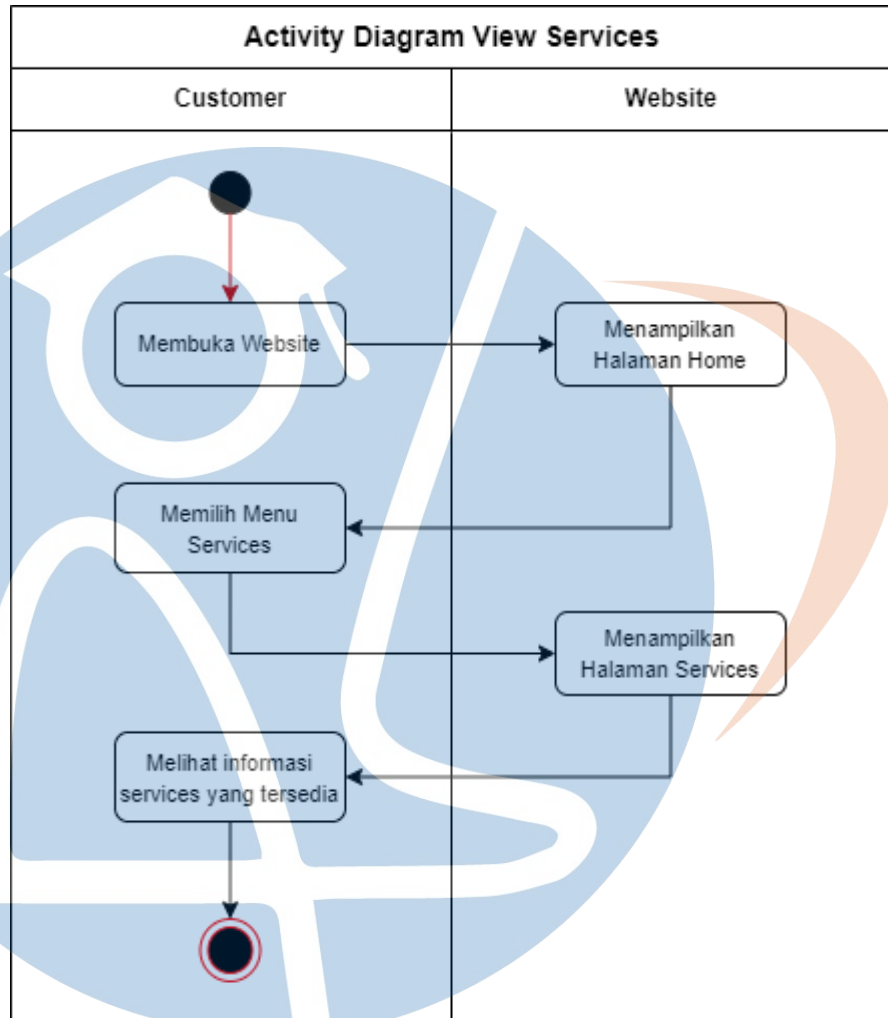 Activity Diagram View Services
Customer
Website
Membuka Website
Menampilkan
Halaman Home
Memilih Menu
Services
Menampilkan
Halaman Services
Melihat informasi
services yang tersedia